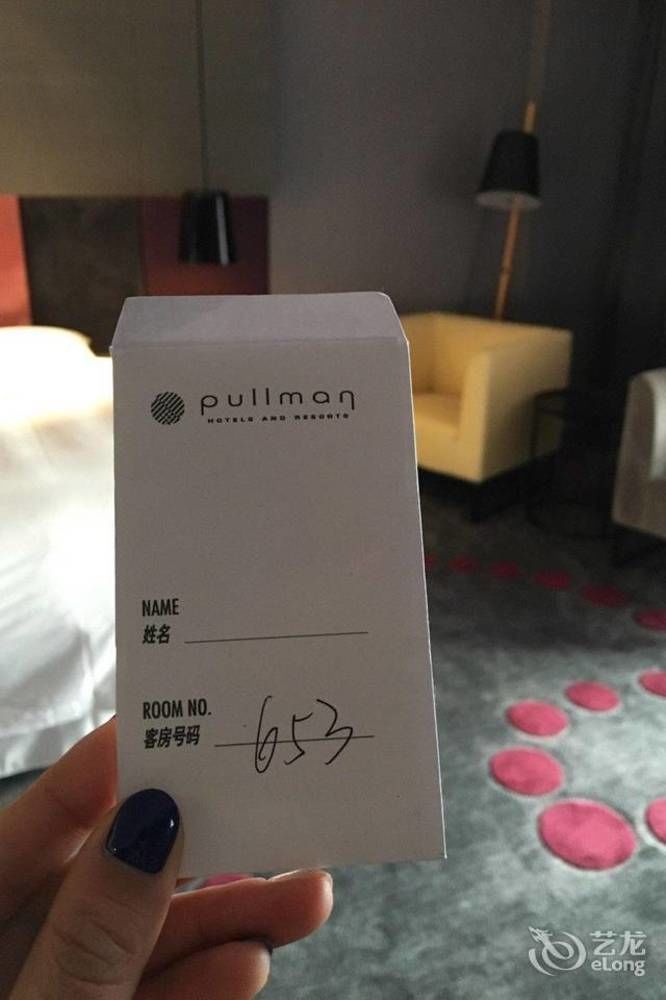 pullman
HOTELS AND RESORTS
NAME
姓名
ROOM NO.
客房号码 653
艺龙
eLong